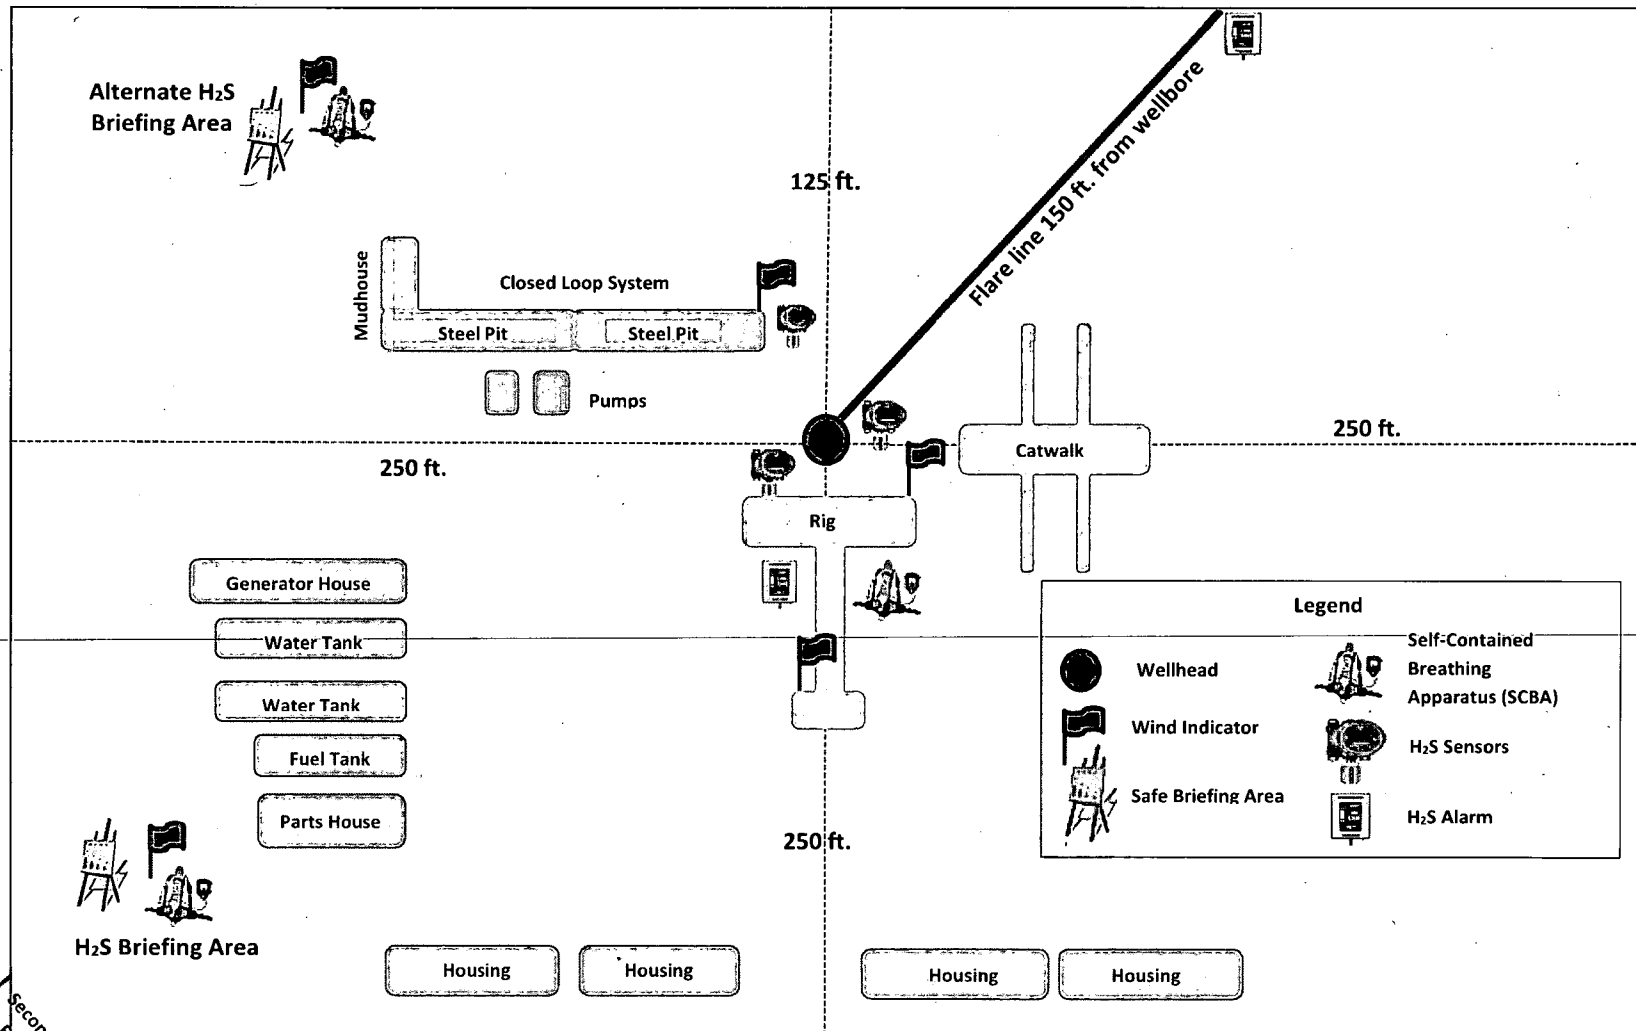 Alternate H₂S
Briefing Area
125 ft.
Flare line 150 ft. from wellbore
Mudhouse
Closed Loop System
Steel Pit
Steel Pit
Pumps
250 ft.
250 ft.
Catwalk
Rig
Generator House
Water Tank
Water Tank
Fuel Tank
Parts House
250 ft.
H₂S Briefing Area
Housing
Housing
Housing
Housing
Legend
Wellhead
Wind Indicator
Safe Briefing Area
Self-Contained
Breathing
Apparatus (SCBA)
H₂S Sensors
H₂S Alarm